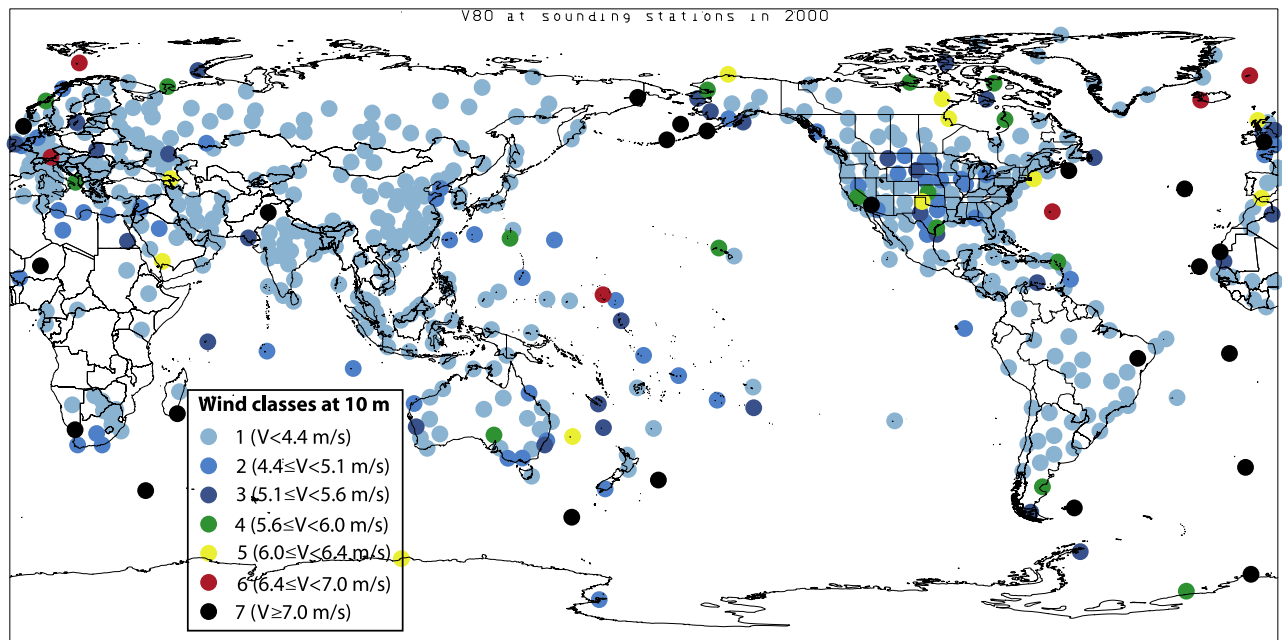 V80 at sounding stations in 2000
Wind classes at 10 m
1 (V<4.4 m/s)
2 (4.4≤V<5.1 m/s)
3 (5.1≤V<5.6 m/s)
4 (5.6≤V<6.0 m/s)
5 (6.0≤V<6.4 m/s)
6 (6.4≤V<7.0 m/s)
7 (V≥7.0 m/s)